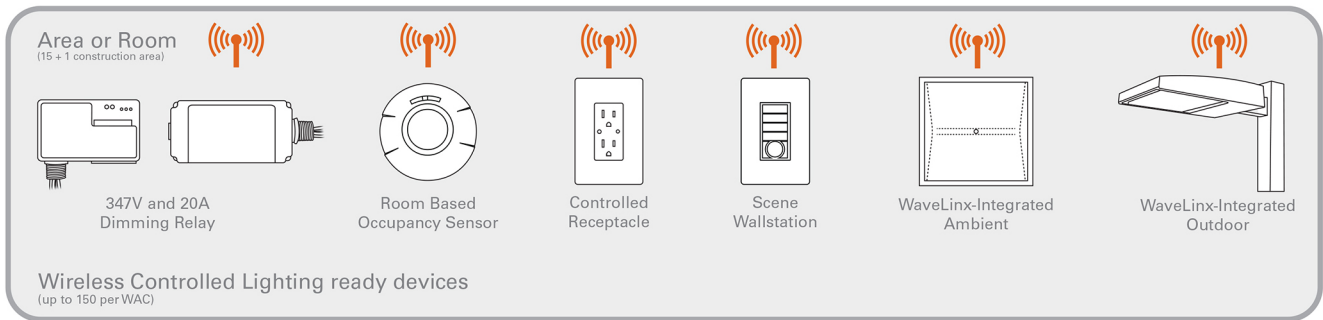 Area or Room
(15 + 1 construction area)
347V and 20A
Dimming Relay
Room Based
Occupancy Sensor
Controlled
Receptacle
Scene
Wallstation
WaveLinx-Integrated
Ambient
WaveLinx-Integrated
Outdoor
Wireless Controlled Lighting ready devices
(up to 150 per WAC)